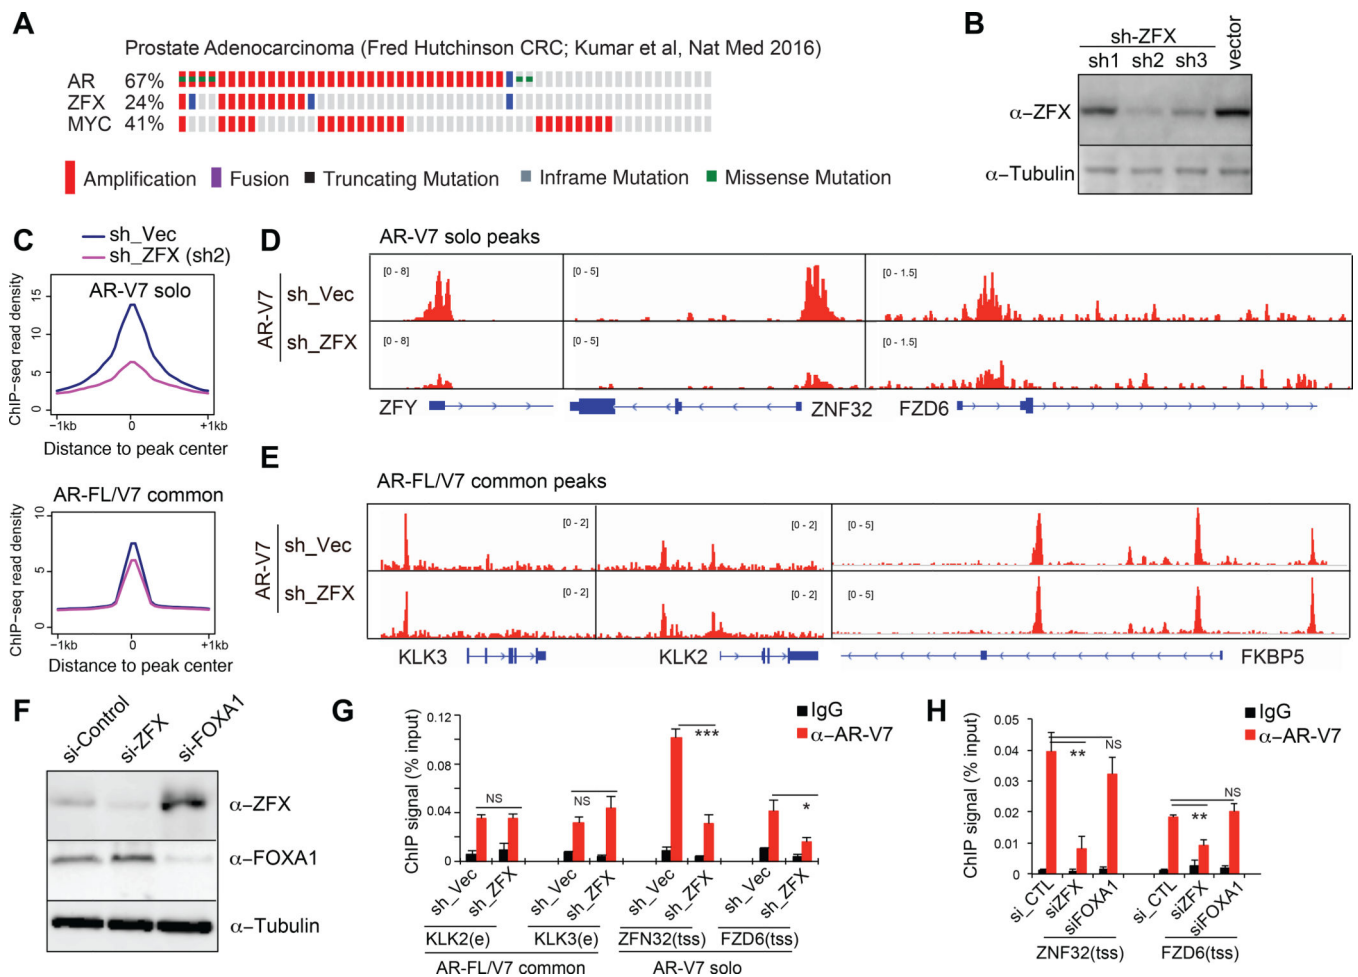 A
Prostate Adenocarcinoma (Fred Hutchinson CRC; Kumar et al, Nat Med 2016)
AR 67%
ZFX 24%
MYC 41%
Amplification Fusion Truncating Mutation Inframe Mutation Missense Mutation
B
sh-ZFX
sh1 sh2 sh3 vector
α-ZFX
α-Tubulin
C
sh_Vec
sh_ZFX (sh2)
AR-V7 solo
ChIP-seq read density
15
10
5
0
-1kb 0 +1kb
Distance to peak center
AR-FL/V7 common
ChIP-seq read density
10
5
0
-1kb 0 +1kb
Distance to peak center
D
AR-V7 solo peaks
AR-V7
sh_Vec
[0 - 8] [0 - 5] [0 - 1.5]
sh_ZFX
[0 - 8] [0 - 5] [0 - 1.5]
ZFY ZNF32 FZD6
E
AR-FL/V7 common peaks
AR-V7
sh_Vec
[0 - 2] [0 - 2] [0 - 5]
sh_ZFX
[0 - 2] [0 - 2] [0 - 5]
KLK3 KLK2 FKBP5
F
si-Control si-ZFX si-FOXA1
α-ZFX
α-FOXA1
α-Tubulin
G
IgG
α-AR-V7
ChIP signal (% input)
0.12
0.08
0.04
0
NS NS *** *
sh_Vec sh_ZFX sh_Vec sh_ZFX sh_Vec sh_ZFX sh_Vec sh_ZFX
KLK2(e) KLK3(e) ZFN32(tss) FZD6(tss)
AR-FL/V7 common AR-V7 solo
H
IgG
α-AR-V7
ChIP signal (% input)
0.05
0.04
0.03
0.02
0.01
0
** NS ** NS
si_CTL siZFX siFOXA1 si_CTL siZFX siFOXA1
ZNF32(tss) FZD6(tss)